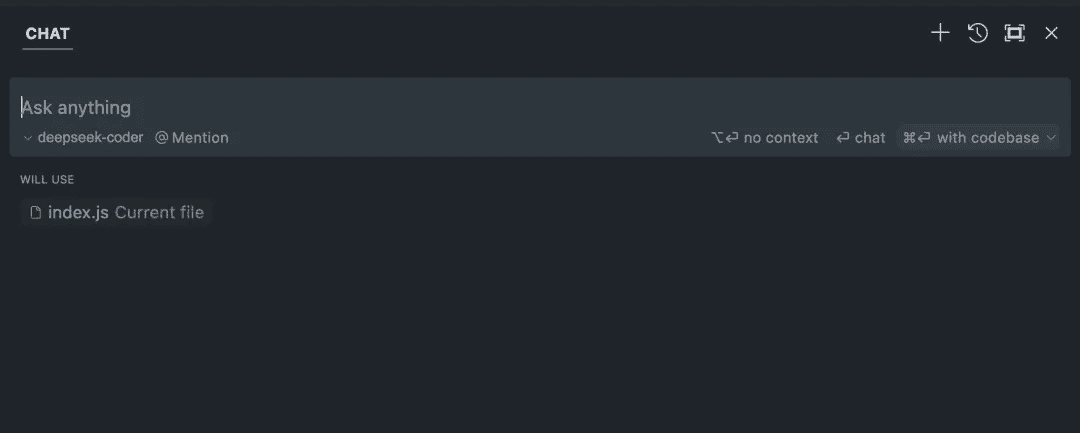 CHAT
Ask anything
deepseek-coder @ Mention ⌥⏎ no context ⏎ chat ⌘⏎ with codebase
WILL USE
index.js Current file